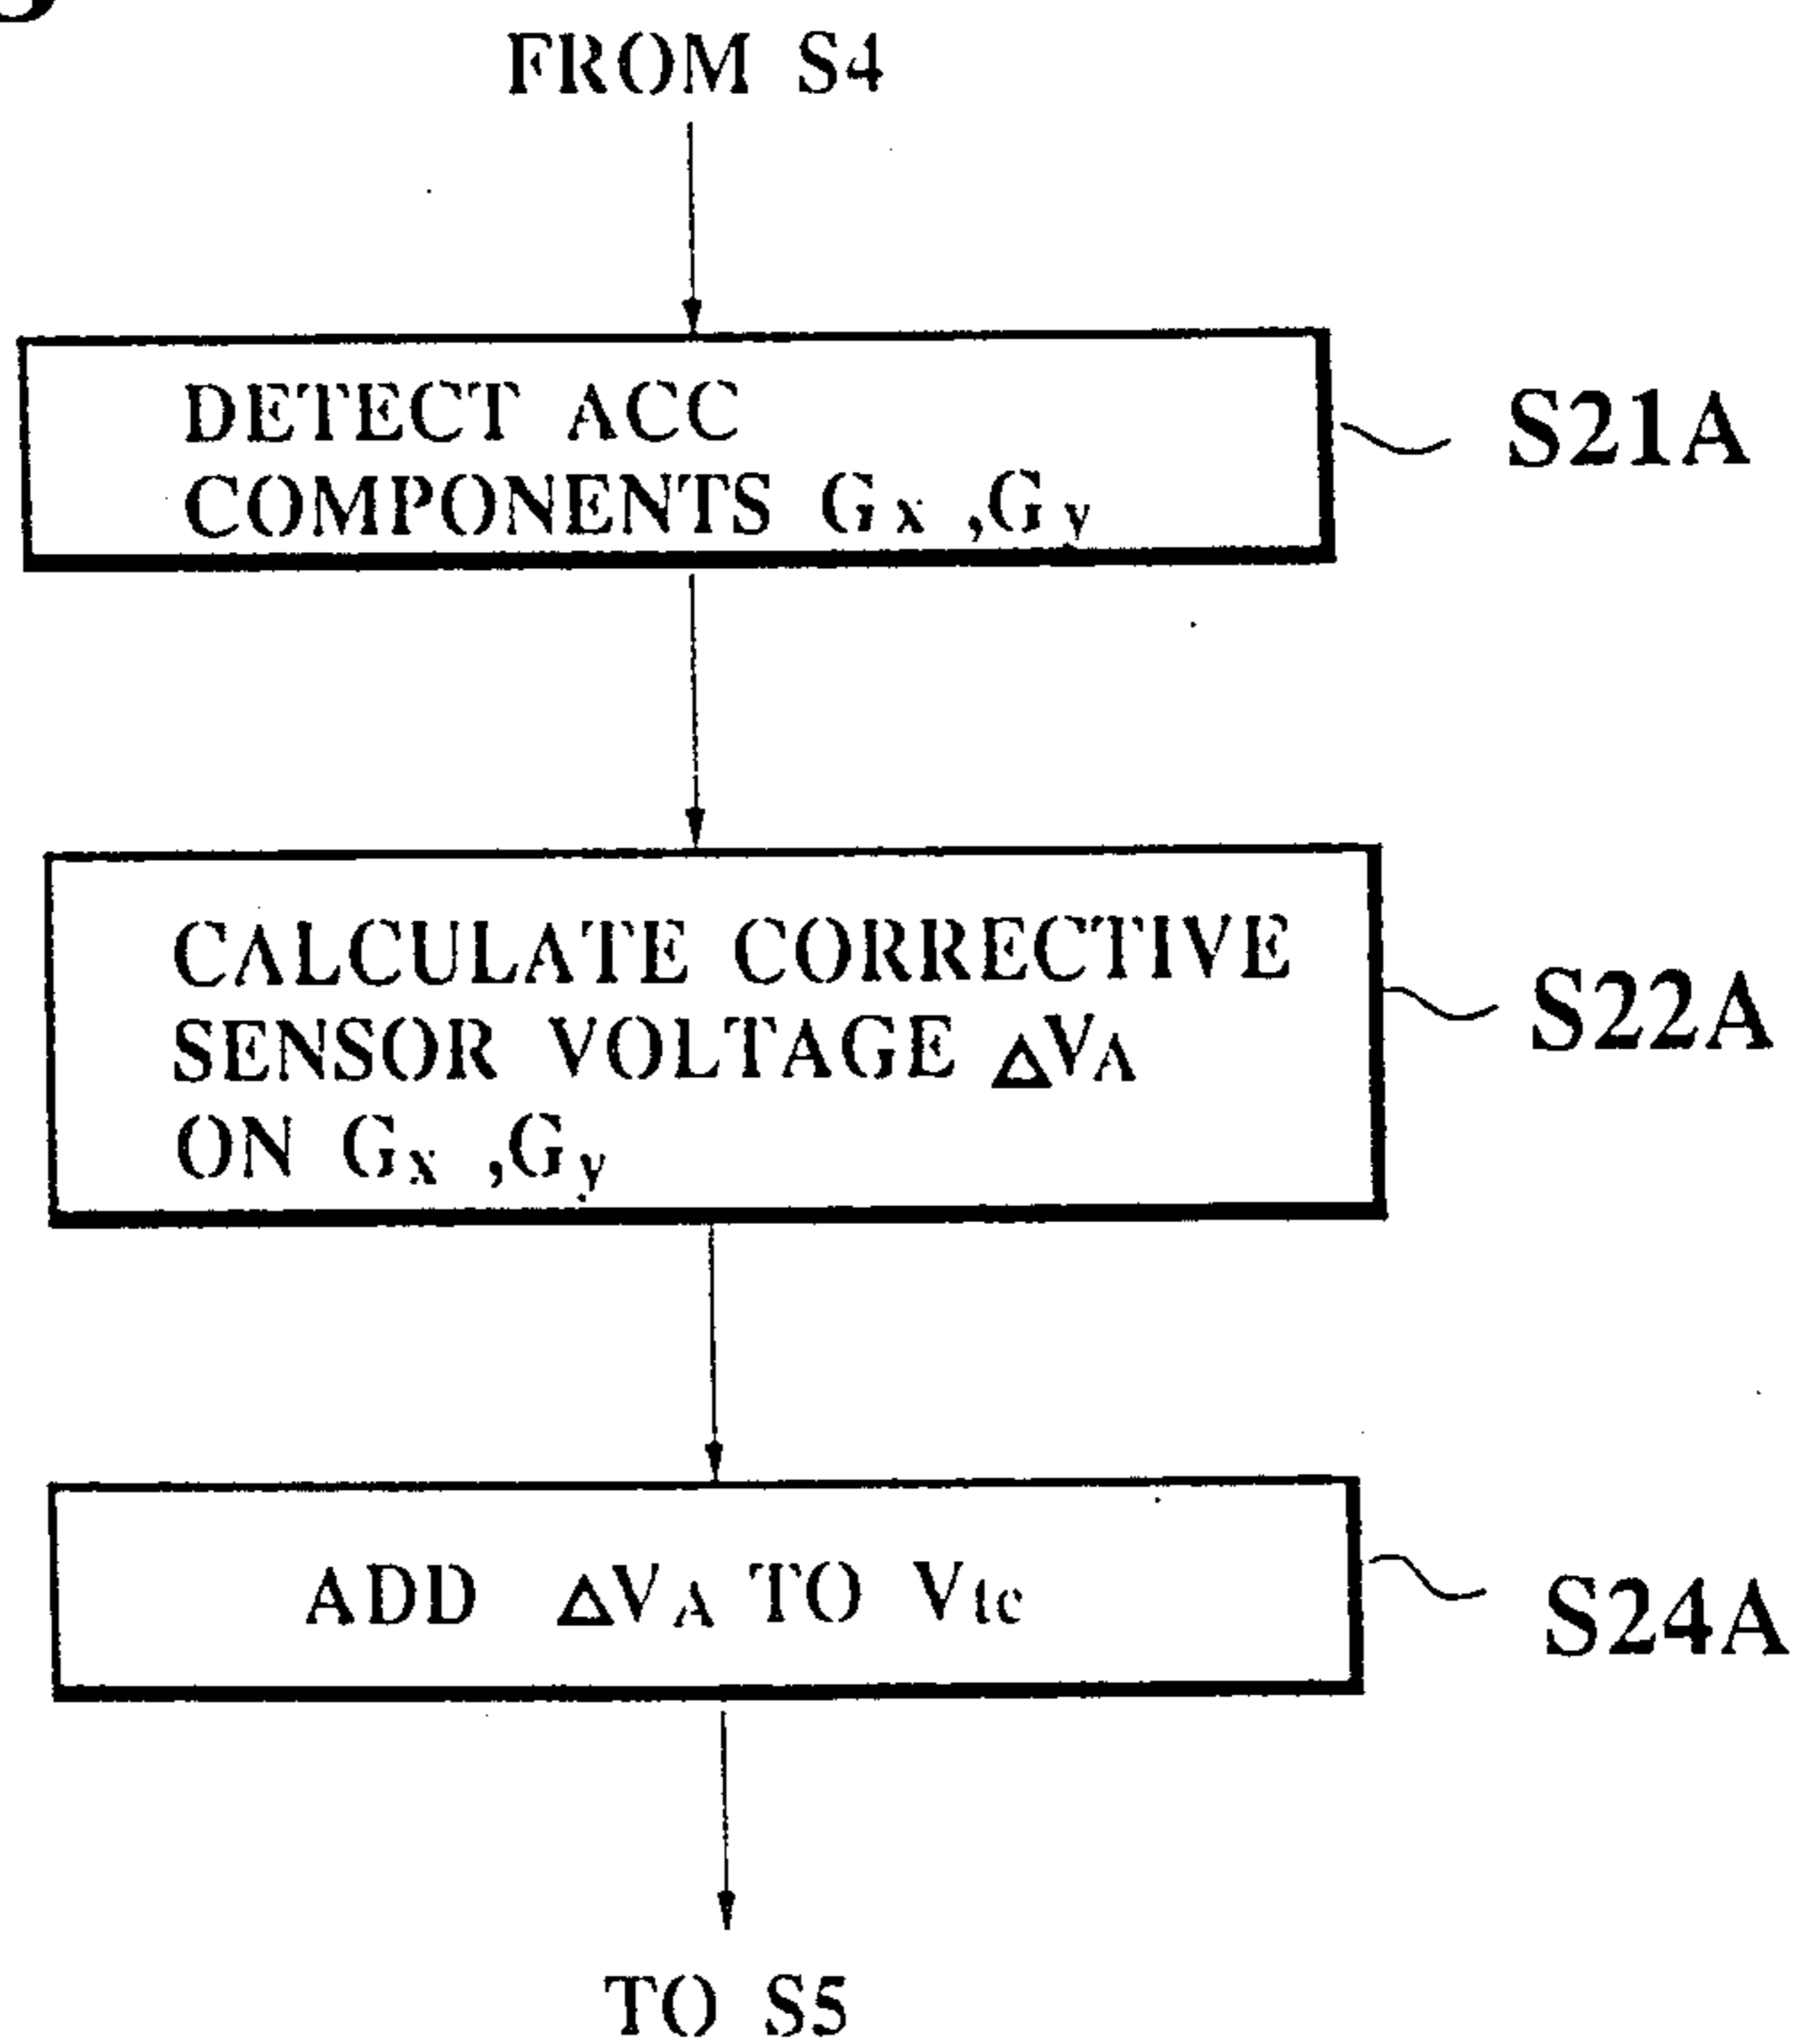 FROM S4
DETECT ACC
COMPONENTS Gx ,Gy
S21A
CALCULATE CORRECTIVE
SENSOR VOLTAGE ΔVA
ON Gx ,Gy
S22A
ADD ΔVA TO Vtc
S24A
TO S5